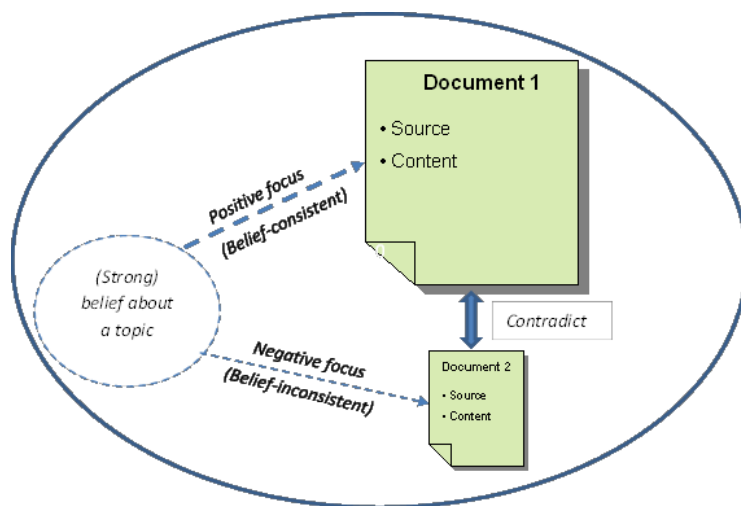 Document 1
• Source
• Content
Positive focus
(Belief-consistent)
(Strong)
belief about
a topic
Contradict
Negative focus
(Belief-inconsistent)
Document 2
• Source
• Content